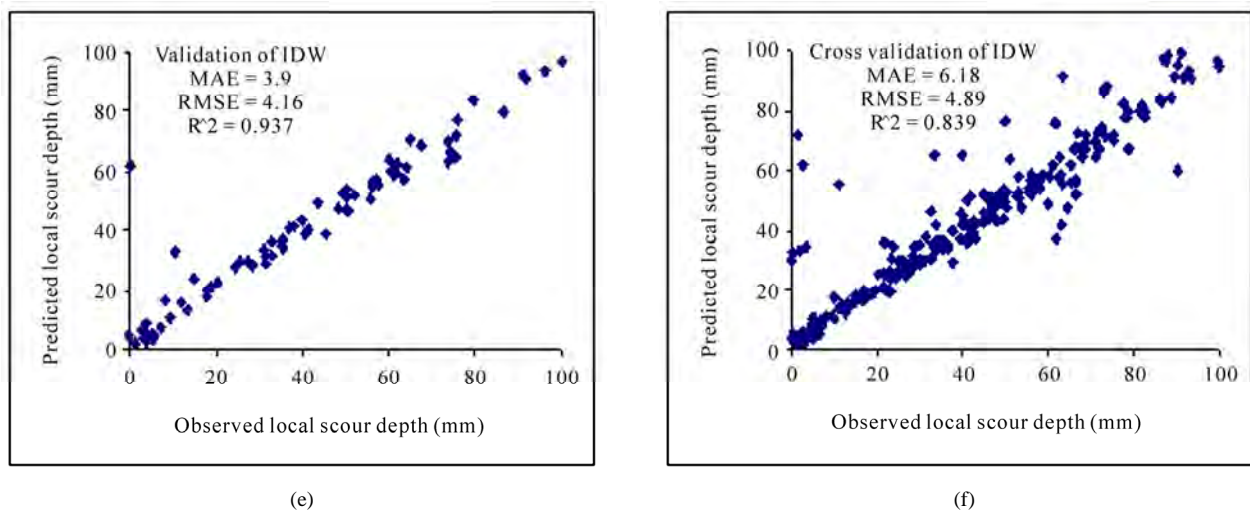 Validation of IDW
MAE = 3.9
RMSE = 4.16
R^2 = 0.937
Predicted local scour depth (mm)
100
80
60
40
20
0
0 20 40 60 80 100
Observed local scour depth (mm)
(e)
Cross validation of IDW
MAE = 6.18
RMSE = 4.89
R^2 = 0.839
Predicted local scour depth (mm)
100
80
60
40
20
0
0 20 40 60 80 100
Observed local scour depth (mm)
(f)